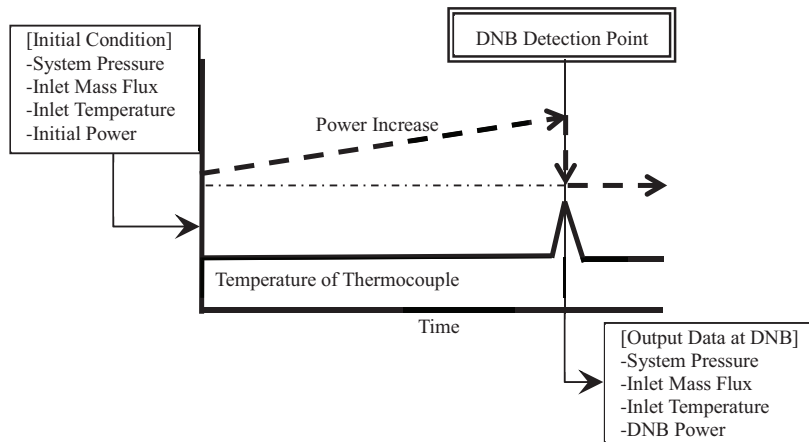 [Initial Condition]
-System Pressure
-Inlet Mass Flux
-Inlet Temperature
-Initial Power
DNB Detection Point
Power Increase
Temperature of Thermocouple
Time
[Output Data at DNB]
-System Pressure
-Inlet Mass Flux
-Inlet Temperature
-DNB Power